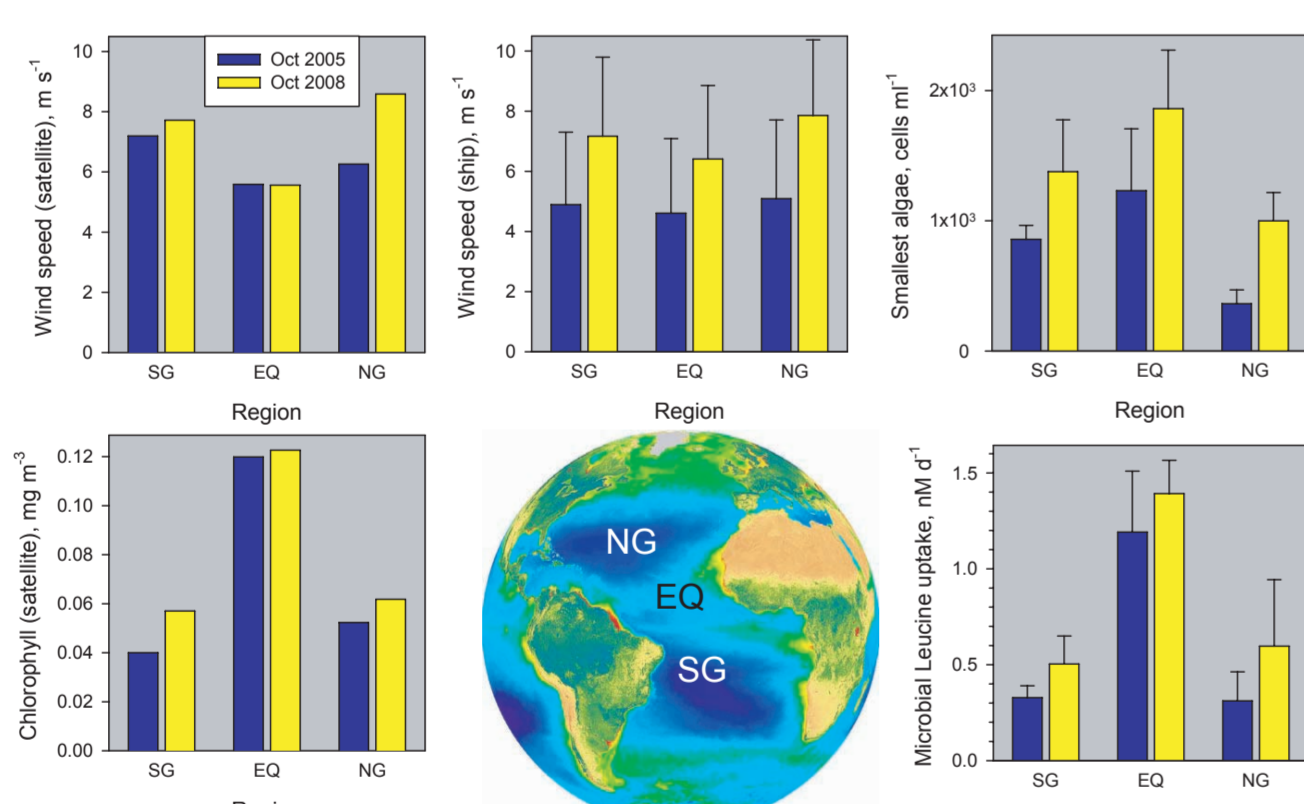 Wind speed (satellite), m s⁻¹
10
8
6
4
2
0
Oct 2005
Oct 2008
SG EQ NG
Region
Wind speed (ship), m s⁻¹
10
8
6
4
2
0
SG EQ NG
Region
Smallest algae, cells ml⁻¹
2x10³
1x10³
0
SG EQ NG
Region
Chlorophyll (satellite), mg m⁻³
0.12
0.10
0.08
0.06
0.04
0.02
0.00
SG EQ NG
NG
EQ
SG
Microbial Leucine uptake, nM d⁻¹
1.5
1.0
0.5
0.0
SG EQ NG